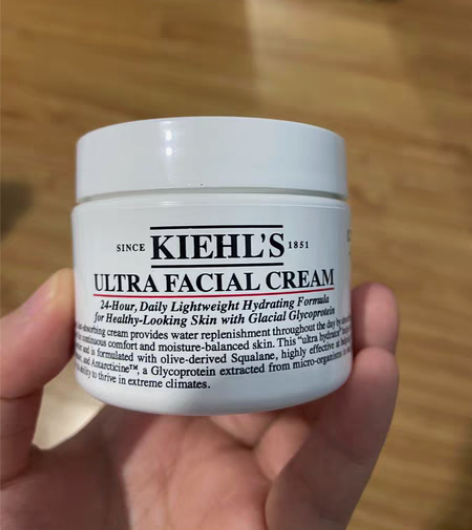 SINCE KIEHL'S 1851
ULTRA FACIAL CREAM
24-Hour, Daily Lightweight Hydrating Formula
for Healthy-Looking Skin with Glacial Glycoprotein
cream provides water replenishment throughout the day
continuous comfort and moisture-balanced skin. This "ultra hydrator"
and is formulated with olive-derived Squalane, highly effective at
and Antarcticine™, a Glycoprotein extracted from micro-organisms
ability to thrive in extreme climates.